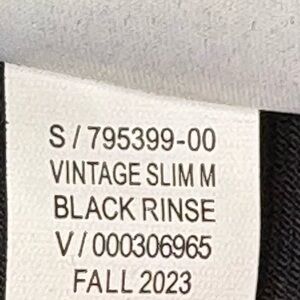 S / 795399-00
VINTAGE SLIM M
BLACK RINSE
V / 000306965
FALL 2023